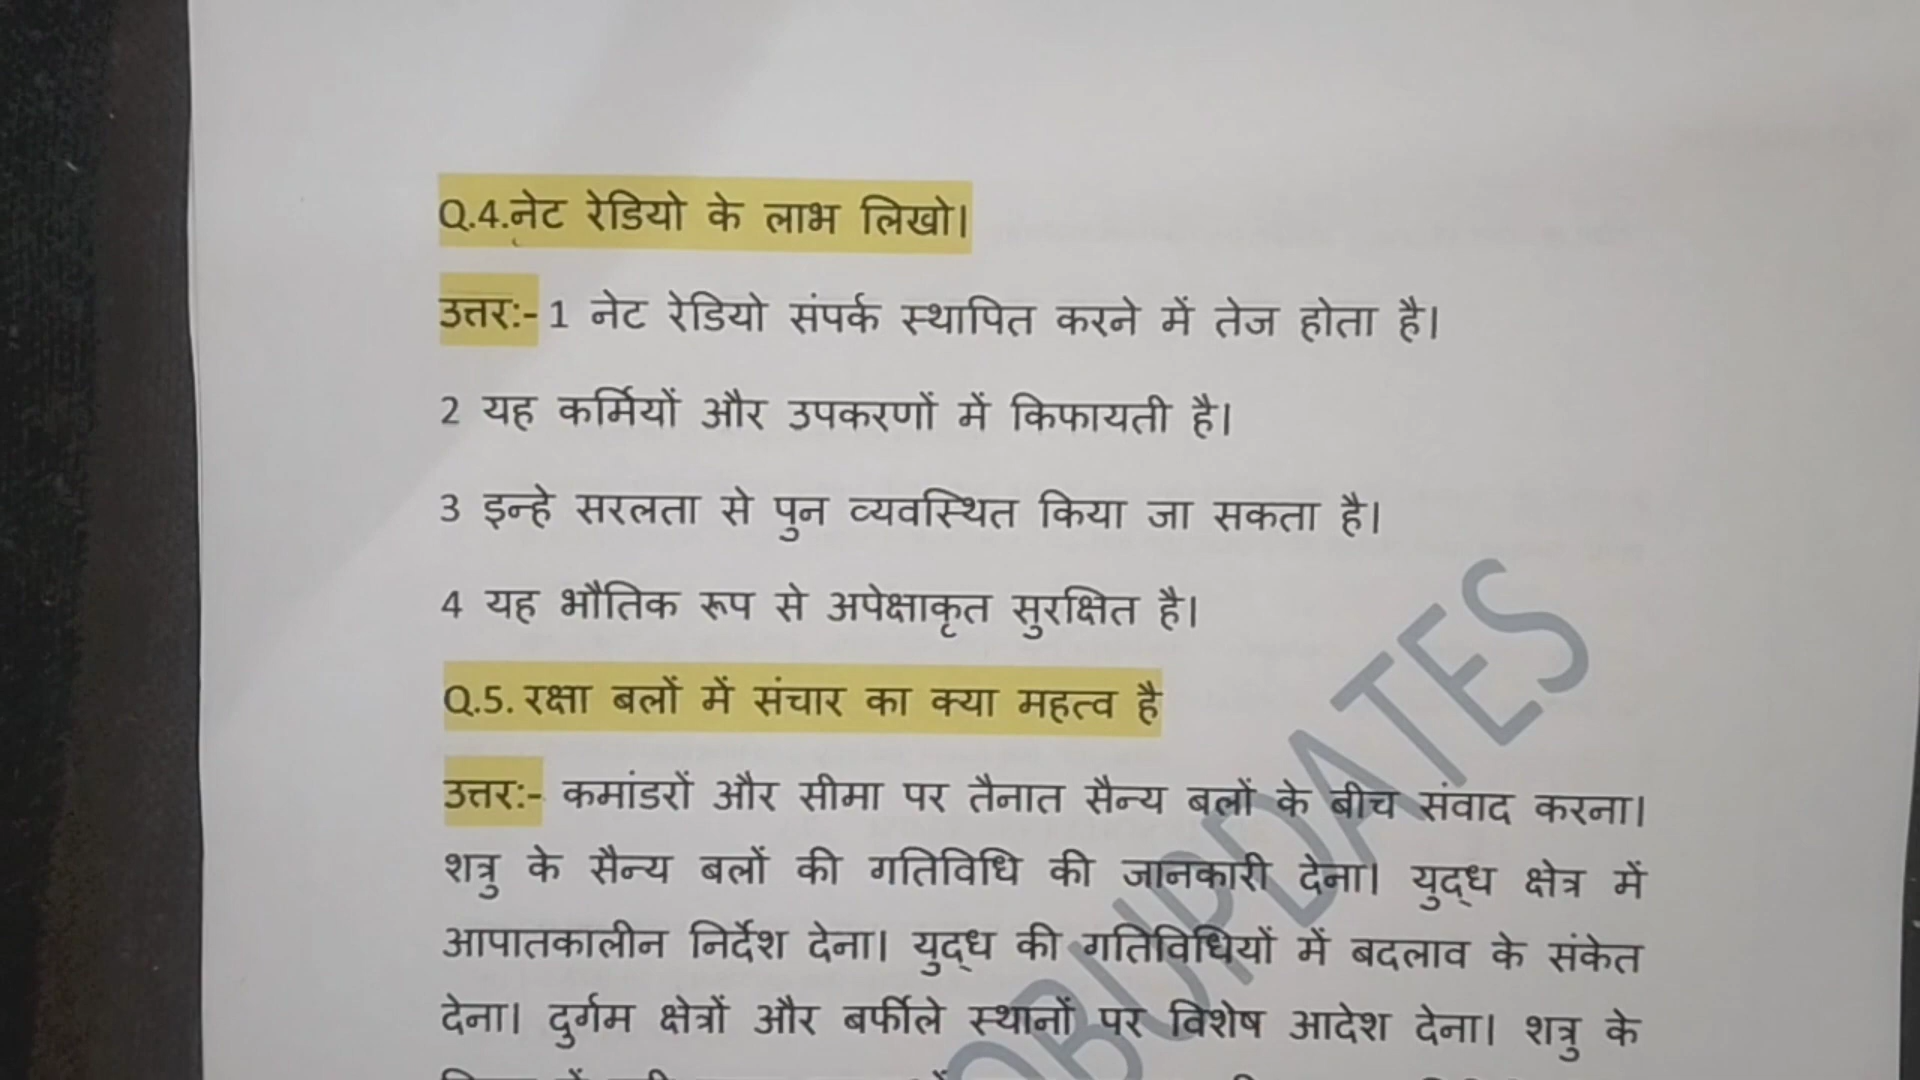 Q.4.नेट रेडियो के लाभ लिखो।
उत्तर:- 1 नेट रेडियो संपर्क स्थापित करने में तेज होता है।
2 यह कर्मियों और उपकरणों में किफायती है।
3 इन्हे सरलता से पुन व्यवस्थित किया जा सकता है।
4 यह भौतिक रूप से अपेक्षाकृत सुरक्षित है।
Q.5. रक्षा बलों में संचार का क्या महत्व है
उत्तर:- कमांडरों और सीमा पर तैनात सैन्य बलों के बीच संवाद करना।
शत्रु के सैन्य बलों की गतिविधि की जानकारी देना। युद्ध क्षेत्र में
आपातकालीन निर्देश देना। युद्ध की गतिविधियों में बदलाव के संकेत
देना। दुर्गम क्षेत्रों और बर्फीले स्थानों पर विशेष आदेश देना। शत्रु के
OBUPDATES